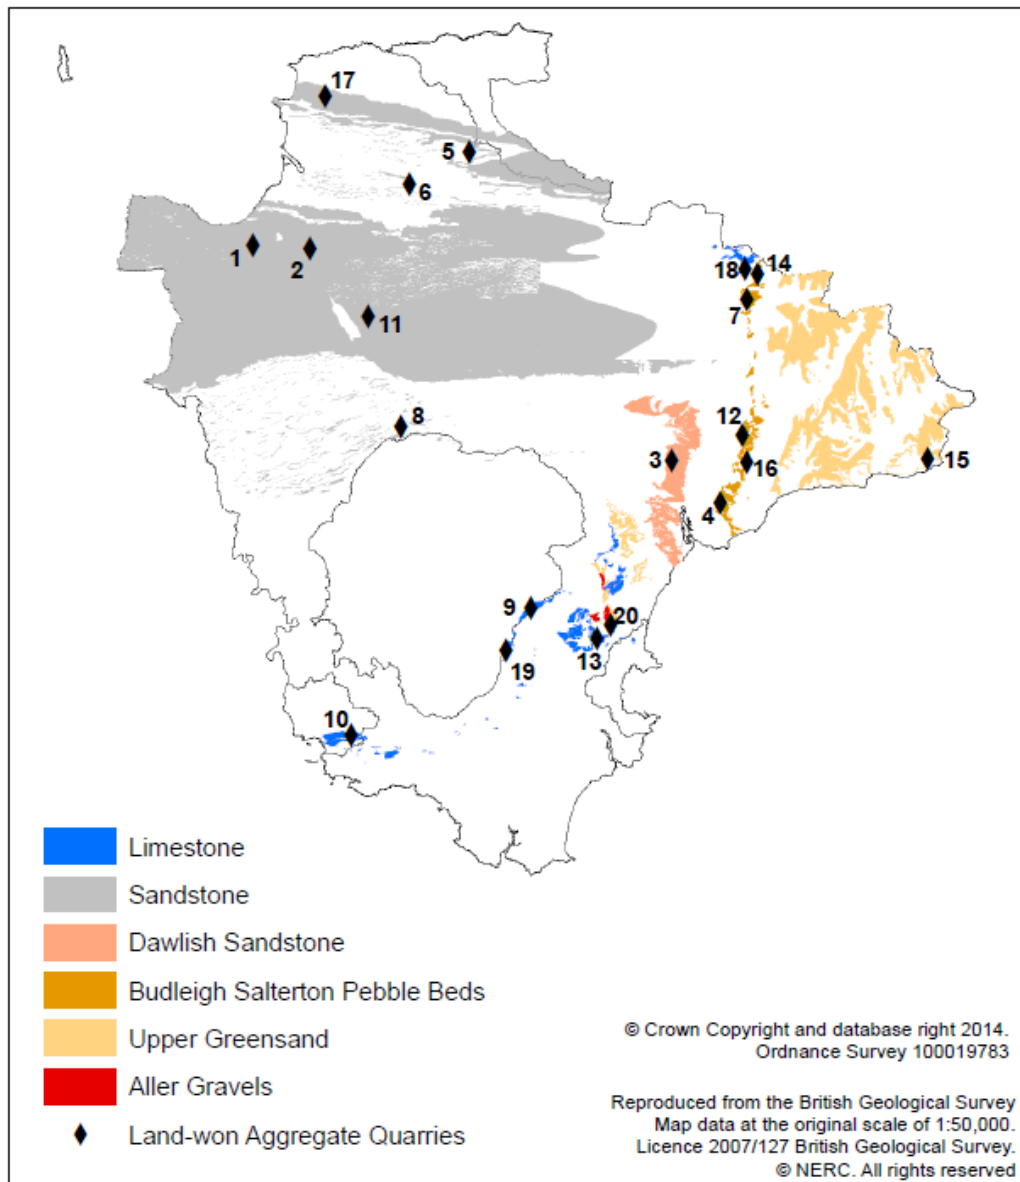 17
5
6
1
2
18
14
7
11
8
12
3
16
15
4
9
20
13
19
10
Limestone
Sandstone
Dawlish Sandstone
Budleigh Salterton Pebble Beds
Upper Greensand
Aller Gravels
Land-won Aggregate Quarries
© Crown Copyright and database right 2014.
Ordnance Survey 100019783
Reproduced from the British Geological Survey
Map data at the original scale of 1:50,000.
Licence 2007/127 British Geological Survey.
© NERC. All rights reserved